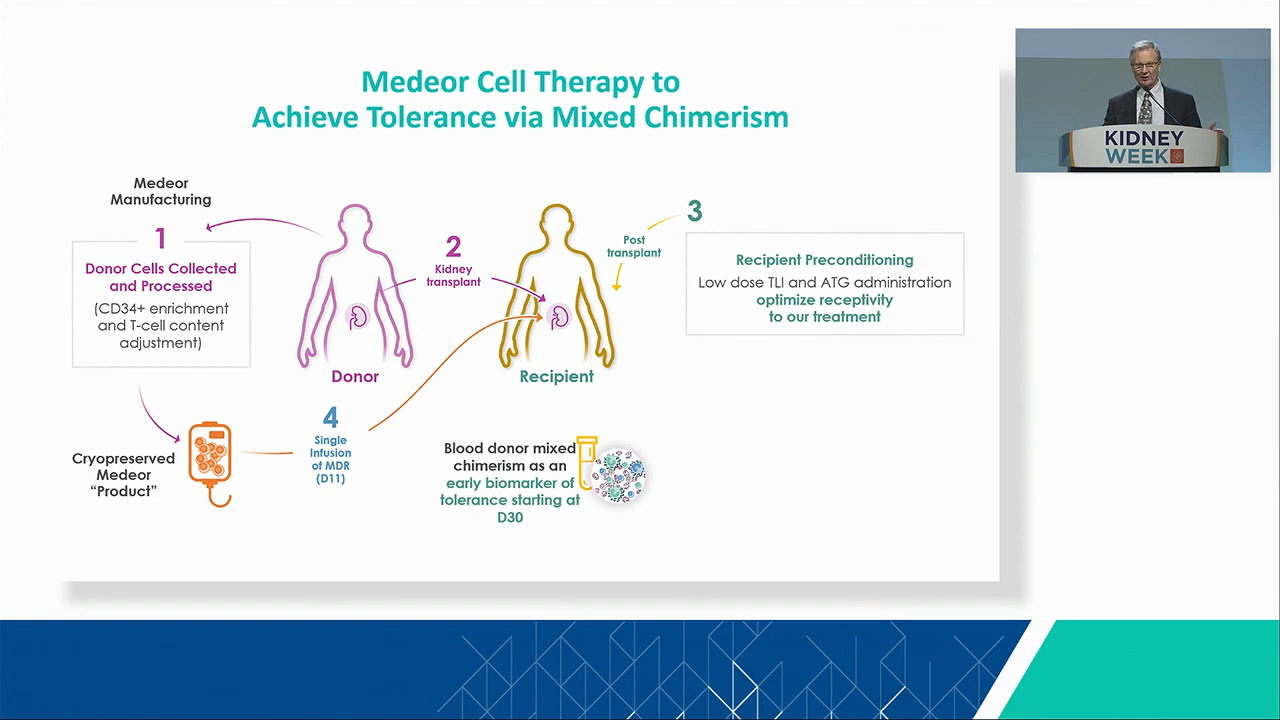 Medeor Cell Therapy to
Achieve Tolerance via Mixed Chimerism
KIDNEY
WEEK
Medeor
Manufacturing
1
Donor Cells Collected
and Processed
(CD34+ enrichment
and T-cell content
adjustment)
2
Kidney
transplant
Donor
Recipient
Post
transplant
3
Recipient Preconditioning
Low dose TLI and ATG administration
optimize receptivity
to our treatment
Cryopreserved
Medeor
“Product”
4
Single
Infusion
of MDR
(D11)
Blood donor mixed
chimerism as an
early biomarker of
tolerance starting at
D30